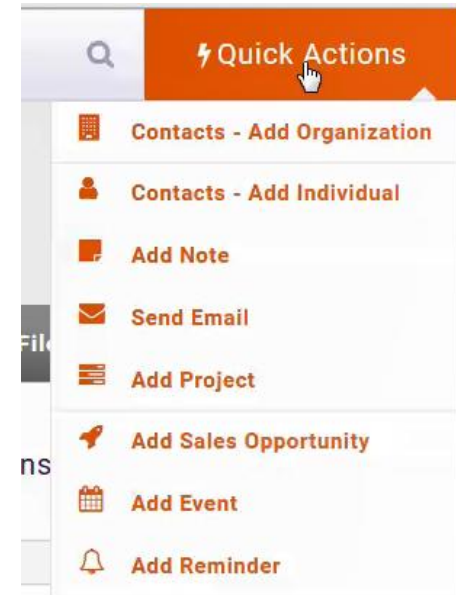 Quick Actions
Contacts - Add Organization
Contacts - Add Individual
Add Note
Send Email
Add Project
Add Sales Opportunity
Add Event
Add Reminder